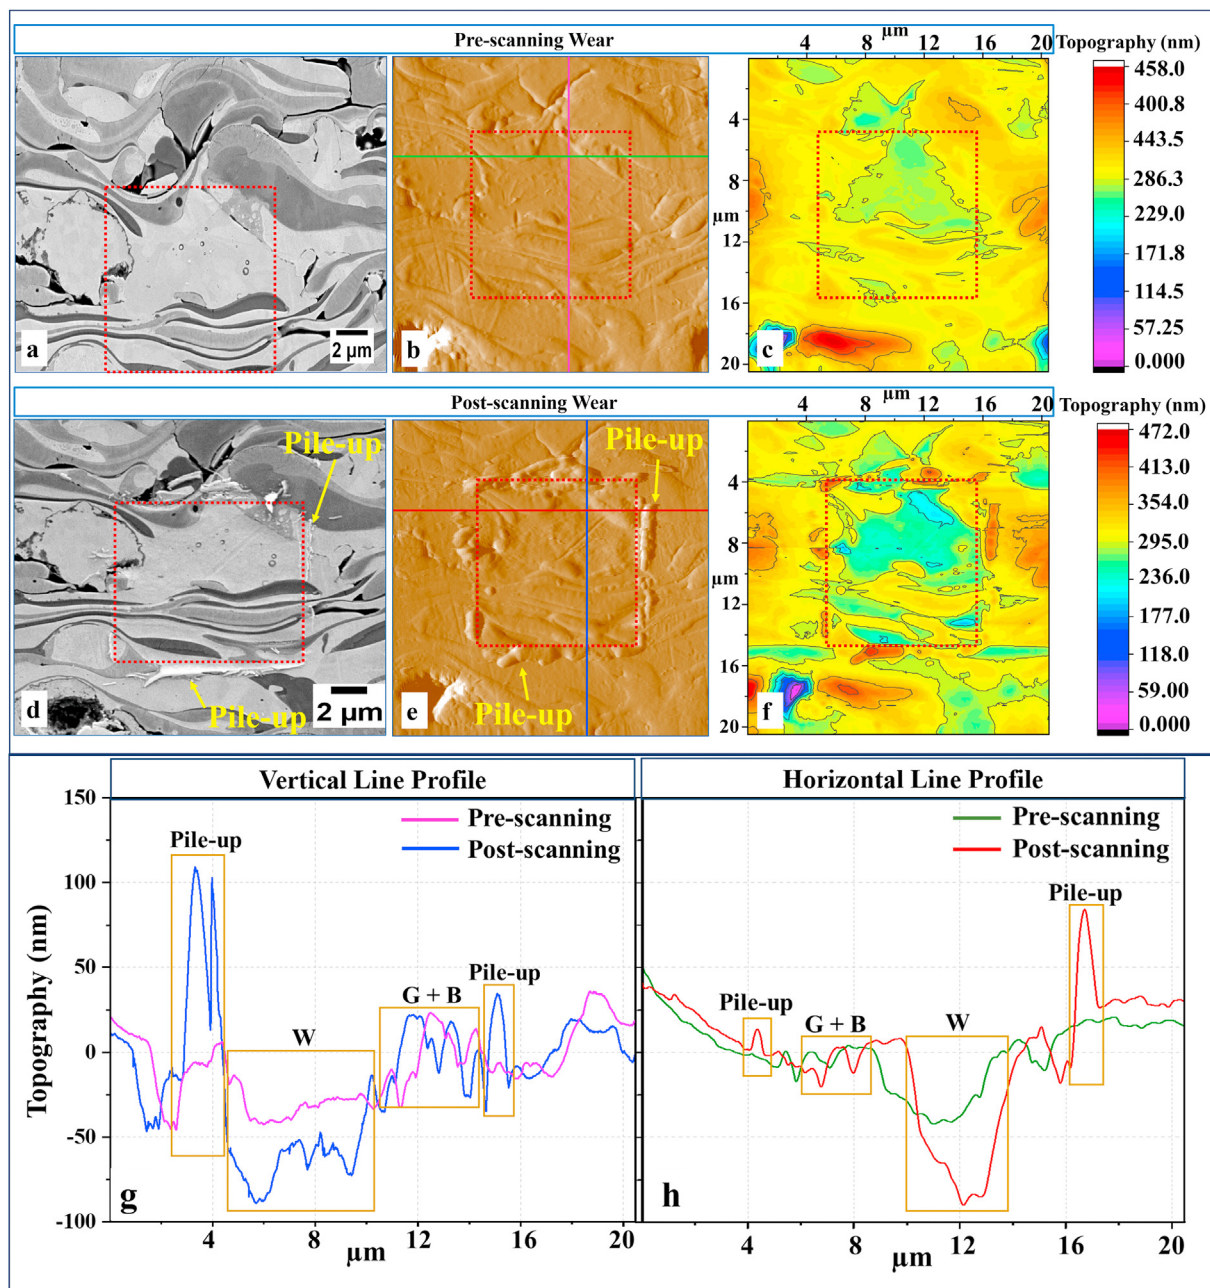 Pre-scanning Wear
µm
4 8 12 16 20
Topography (nm)
458.0
400.8
443.5
286.3
229.0
171.8
114.5
57.25
0.000
4
8
µm
12
16
20
a
2 µm
b
c
Post-scanning Wear
µm
4 8 12 16 20
Topography (nm)
472.0
413.0
354.0
295.0
236.0
177.0
118.0
59.00
0.000
4
8
µm
12
16
20
Pile-up
Pile-up
d
2 µm
Pile-up
Pile-up
e
f
Vertical Line Profile
Horizontal Line Profile
Topography (nm)
150
100
50
0
-50
-100
Pre-scanning
Post-scanning
Pile-up
W
G + B
Pile-up
g
4 8 12 16 20
µm
Pre-scanning
Post-scanning
Pile-up
Pile-up
G + B
W
h
4 8 12 16 20
µm